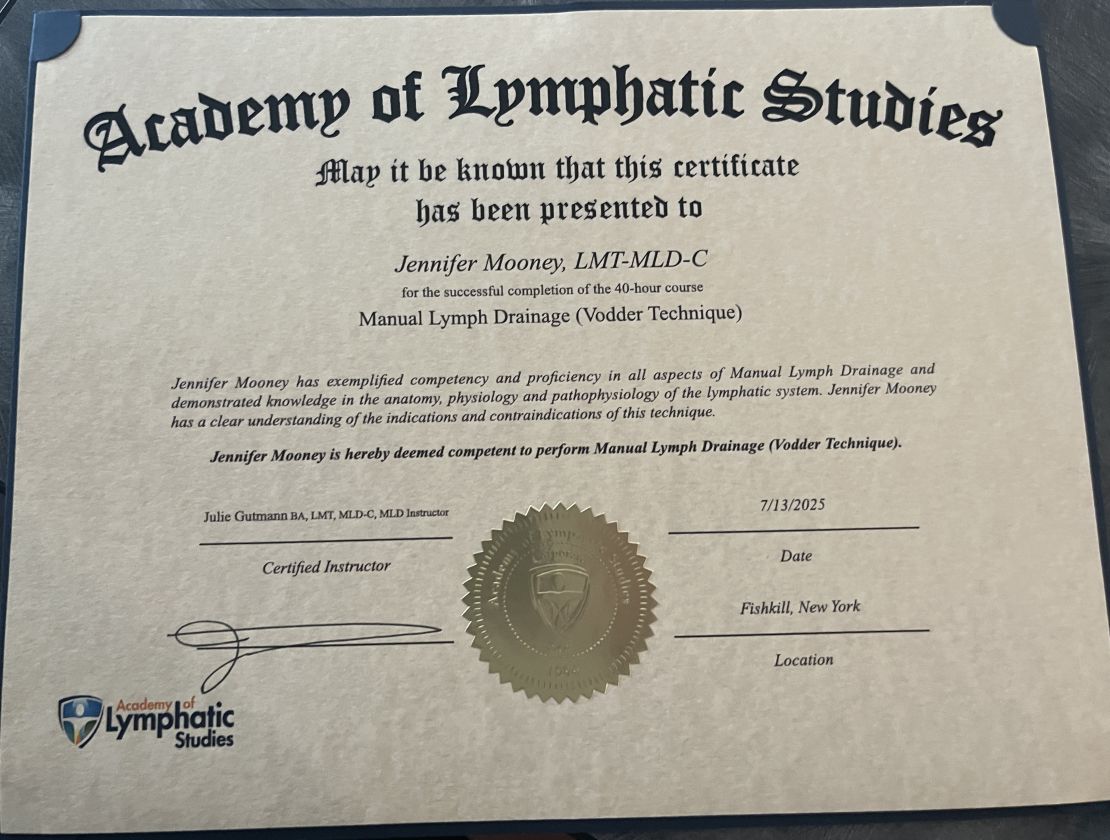 Academy of Lymphatic Studies
May it be known that this certificate
has been presented to
Jennifer Mooney, LMT-MLD-C
for the successful completion of the 40-hour course
Manual Lymph Drainage (Vodder Technique)
Jennifer Mooney has exemplified competency and proficiency in all aspects of Manual Lymph Drainage and
demonstrated knowledge in the anatomy, physiology and pathophysiology of the lymphatic system. Jennifer Mooney
has a clear understanding of the indications and contraindications of this technique.
Jennifer Mooney is hereby deemed competent to perform Manual Lymph Drainage (Vodder Technique).
Julie Gutmann BA, LMT, MLD-C, MLD Instructor
Certified Instructor
7/13/2025
Date
Fishkill, New York
Location
Academy of Lymphatic Studies
Academy of
Lymphatic
Studies